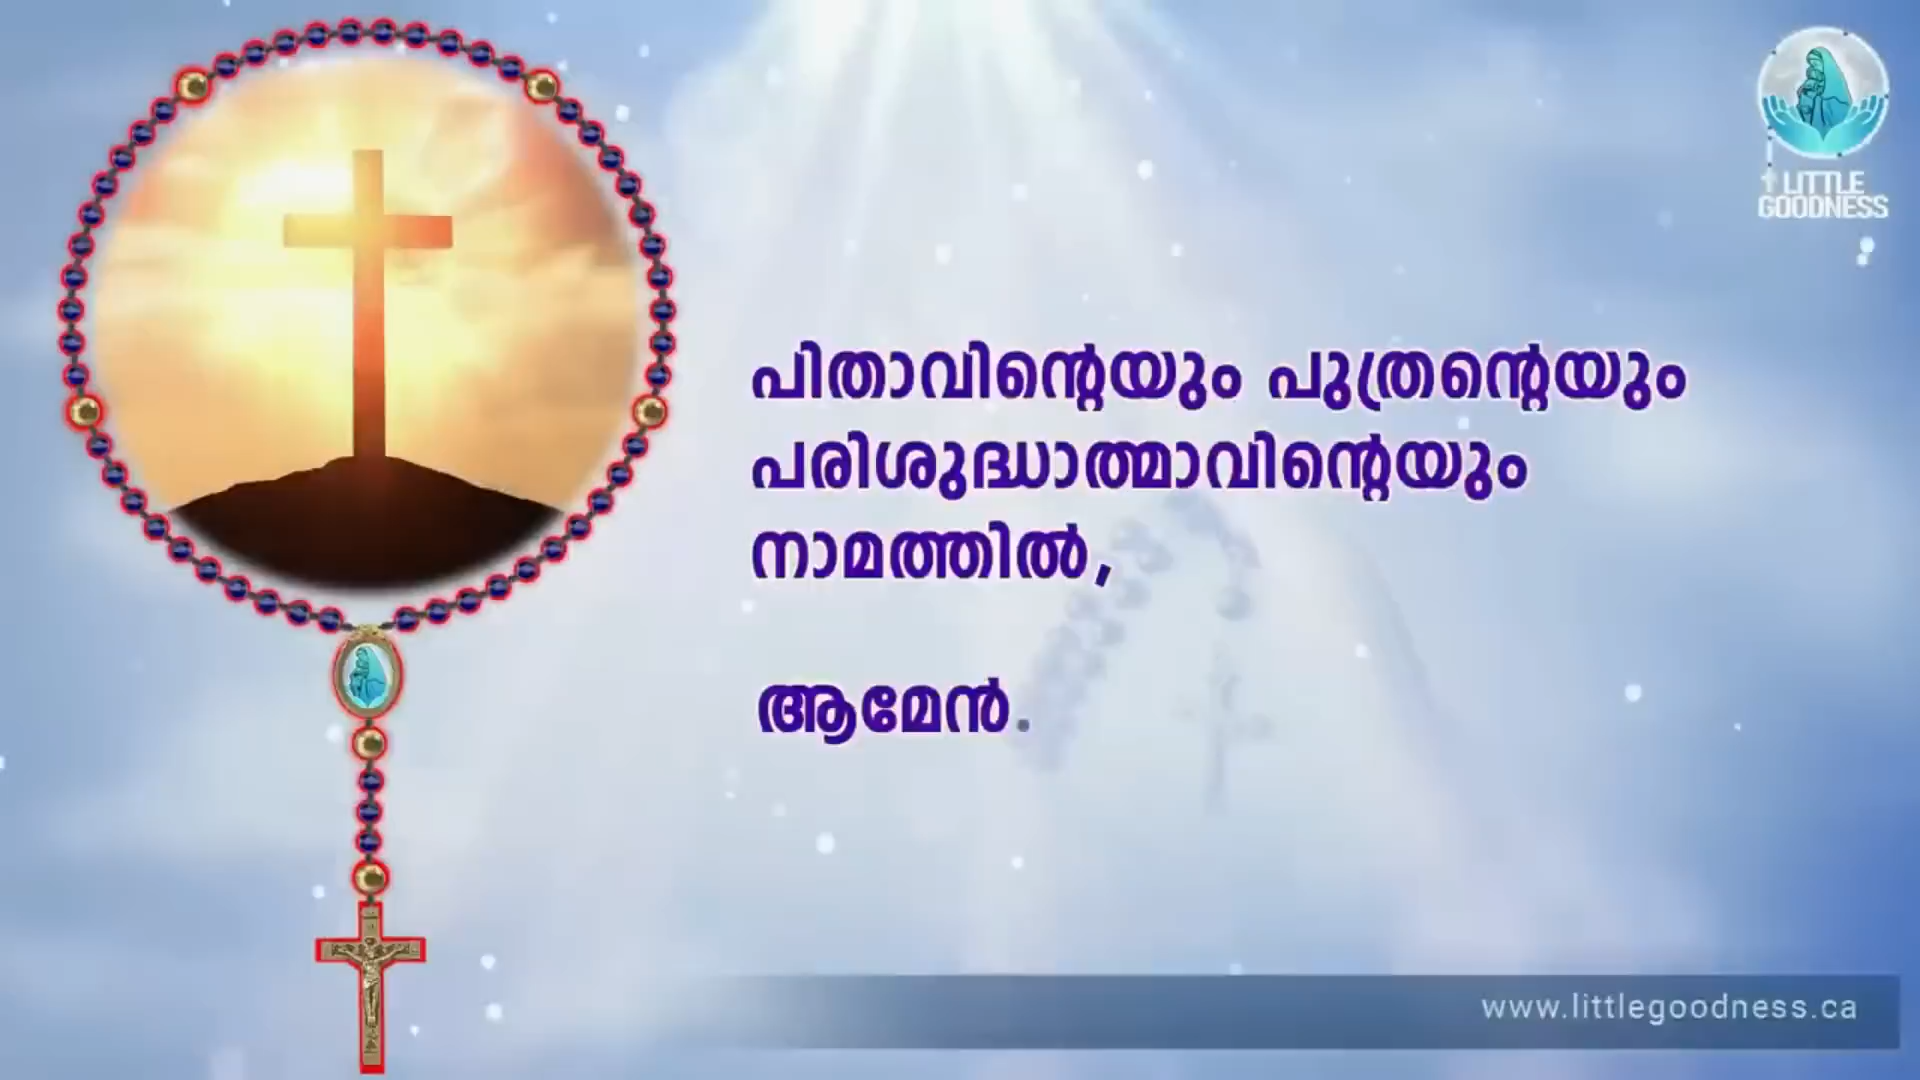 LITTLE
GOODNESS
പിതാവിന്റെയും പുത്രന്റെയും
പരിശുദ്ധാത്മാവിന്റെയും
നാമത്തിൽ,
ആമേൻ.
www.littlegoodness.ca